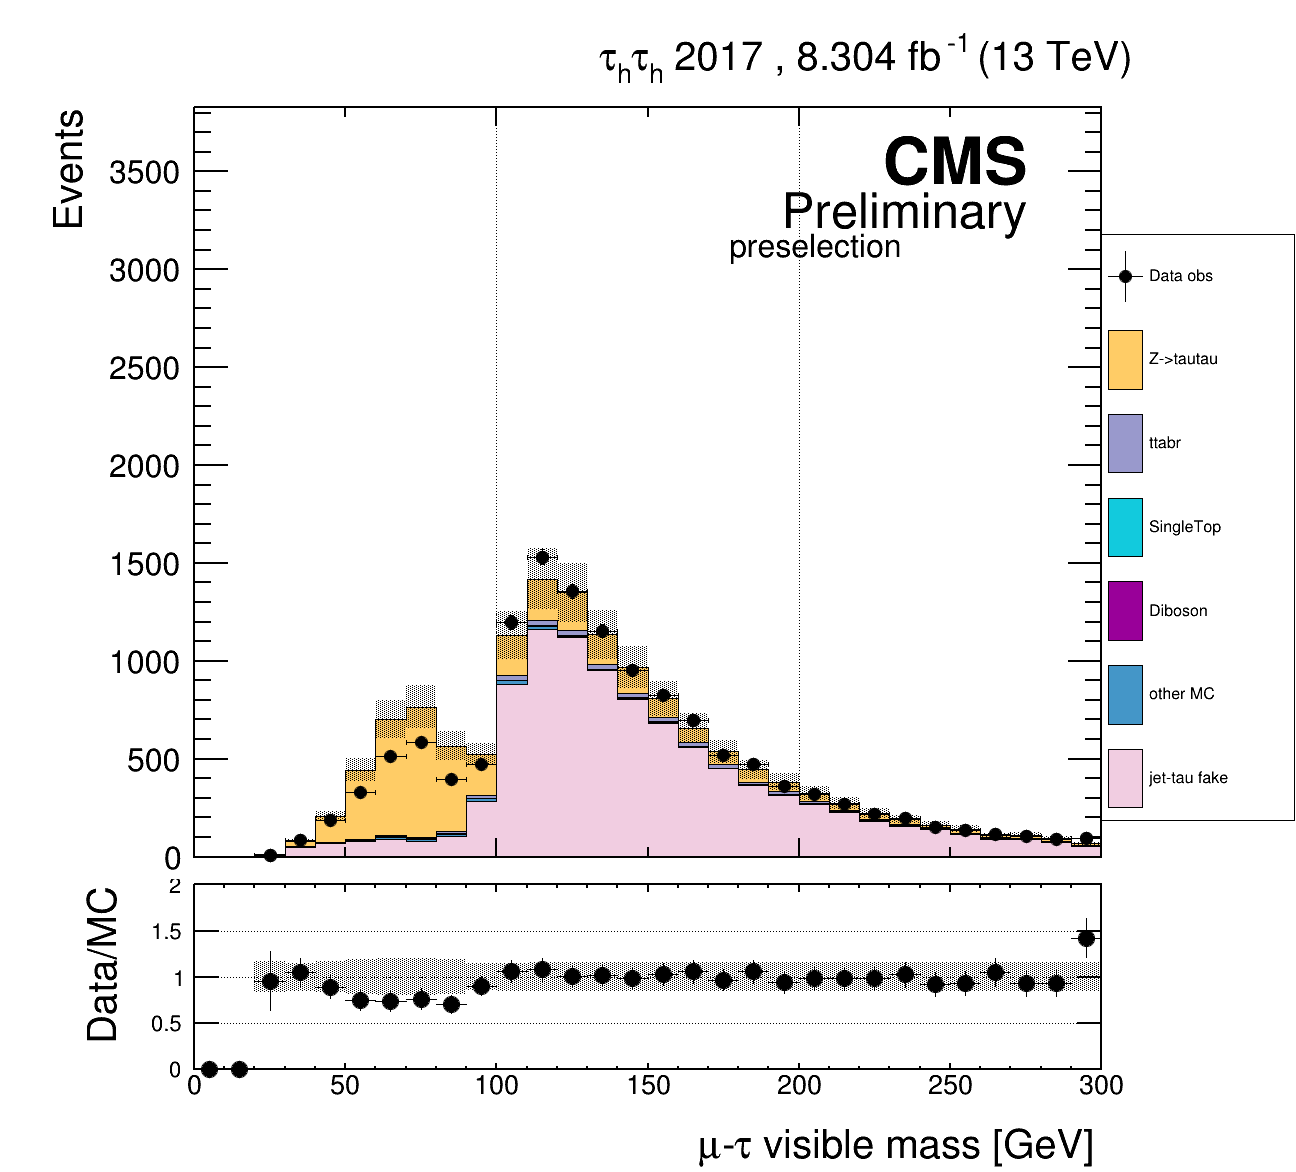 τhτh 2017 , 8.304 fb-1 (13 TeV)
Events
3500
3000
2500
2000
1500
1000
500
0
CMS
Preliminary
preselection
Data obs
Z->tautau
ttabr
SingleTop
Diboson
other MC
jet-tau fake
Data/MC
2
1.5
1
0.5
0
0 50 100 150 200 250 300
μ-τ visible mass [GeV]